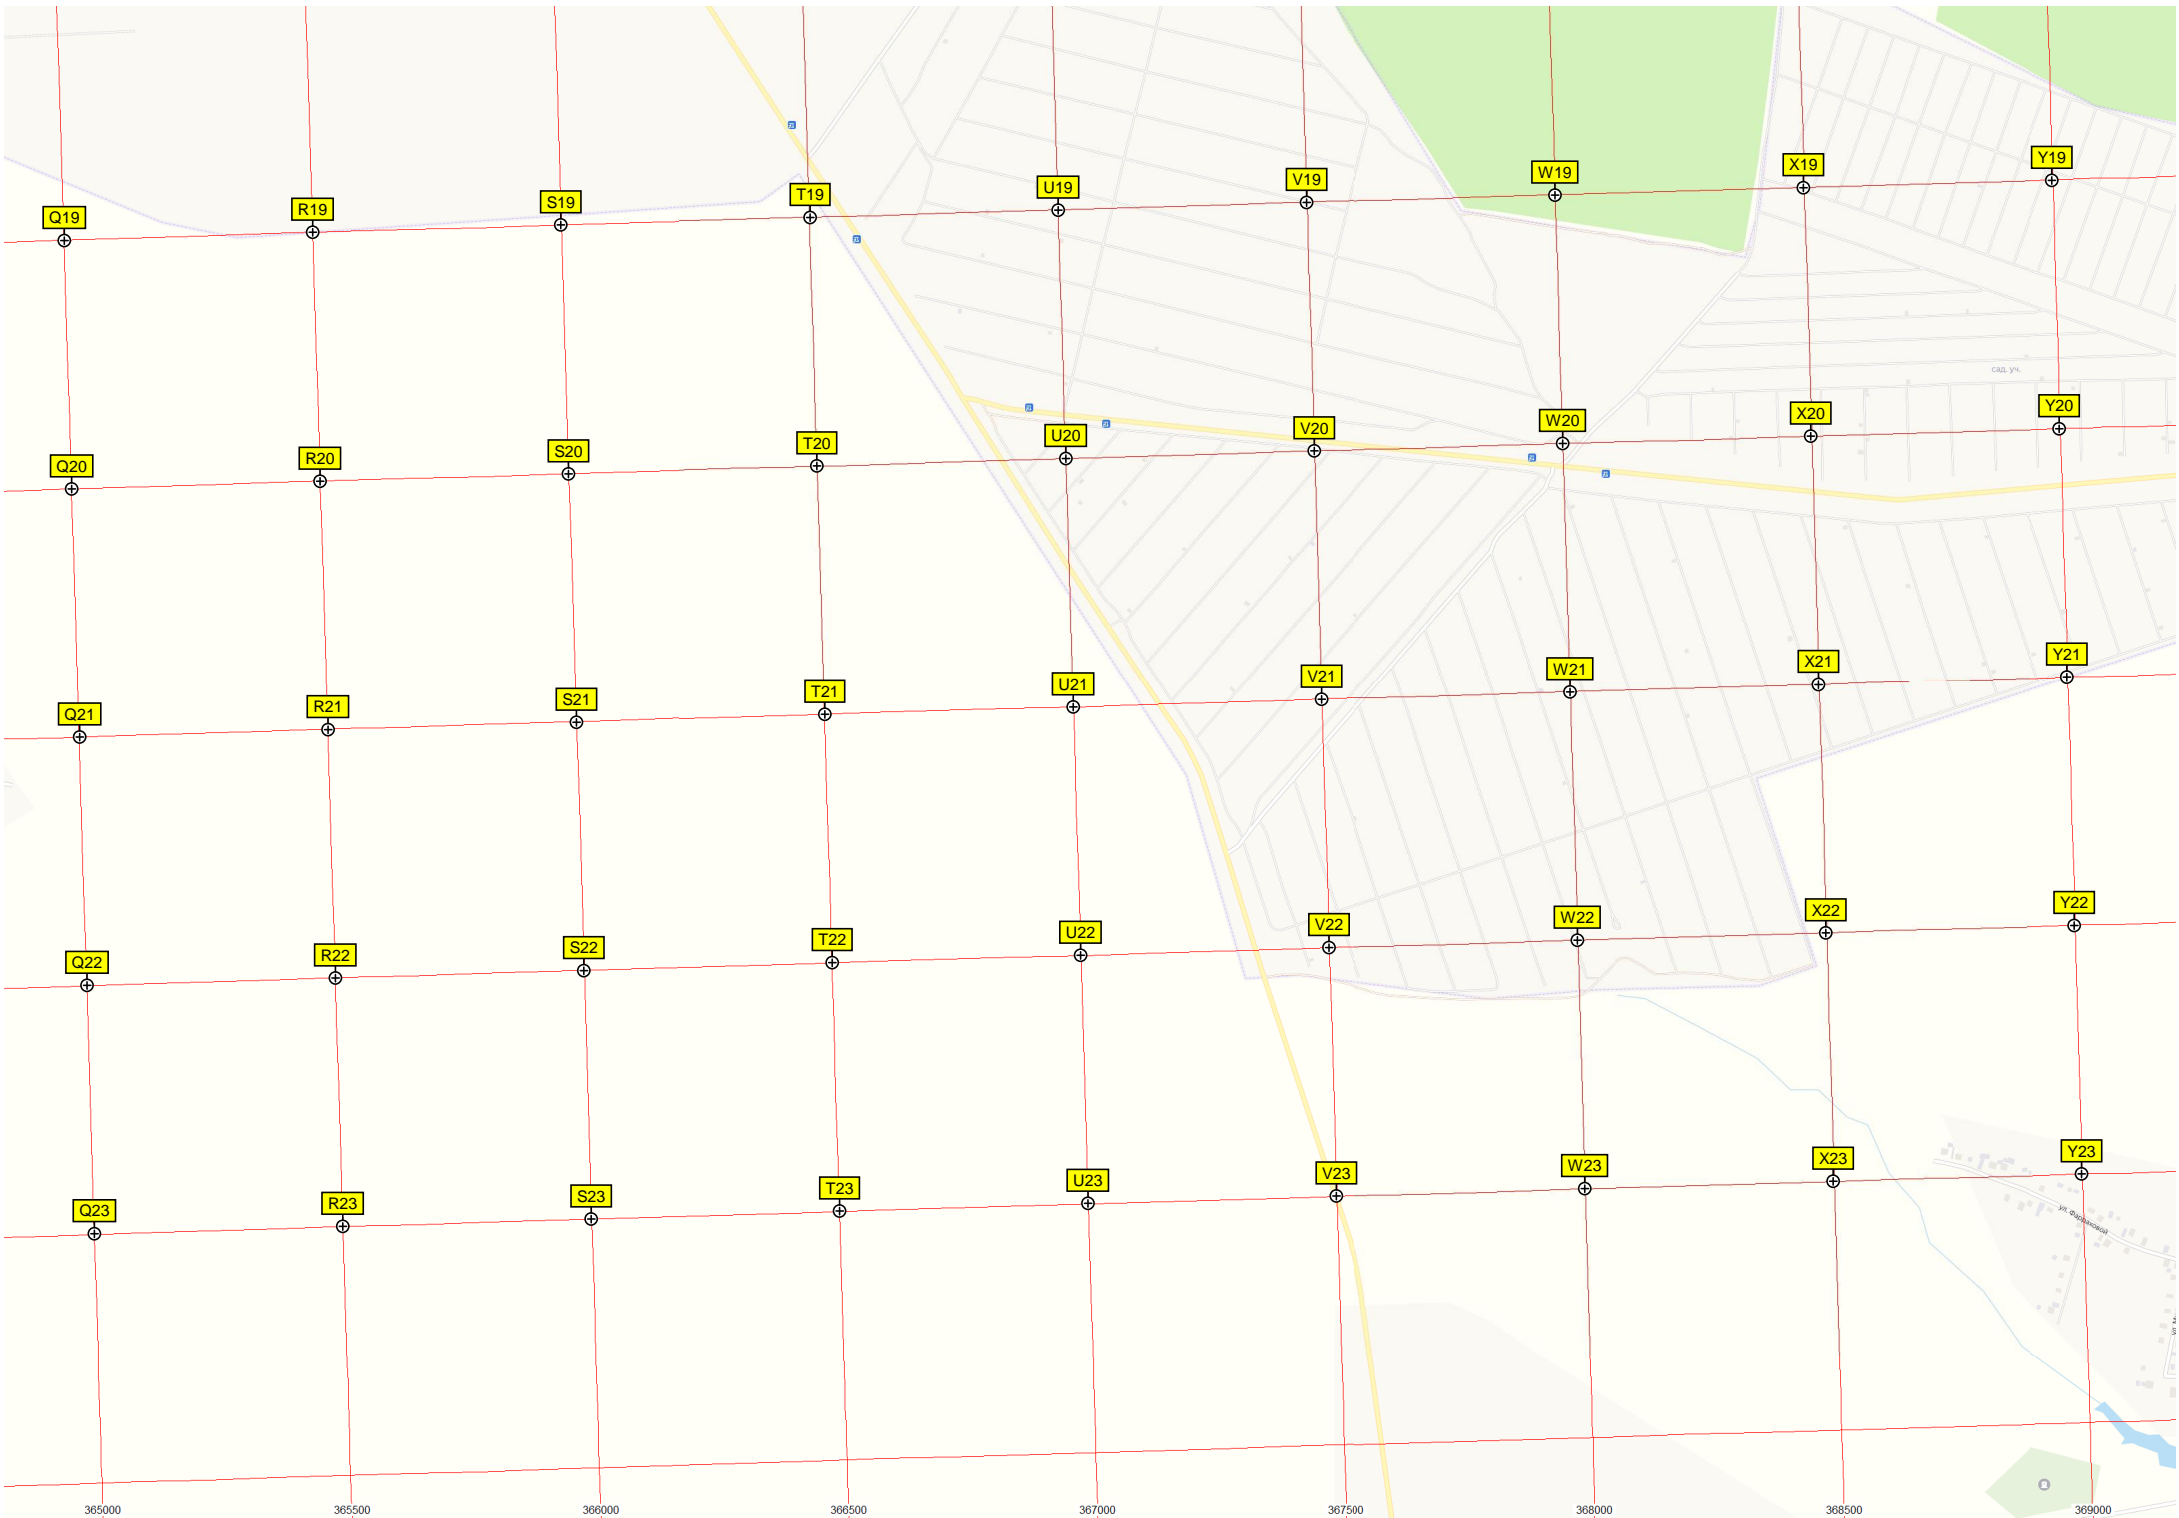 Q19 R19 S19 T19 U19 V19 W19 X19 Y19
сад. уч.
Q20 R20 S20 T20 U20 V20 W20 X20 Y20
Q21 R21 S21 T21 U21 V21 W21 X21 Y21
Q22 R22 S22 T22 U22 V22 W22 X22 Y22
Q23 R23 S23 T23 U23 V23 W23 X23 Y23
ул.
365000 365500 366000 366500 367000 367500 368000 368500 369000